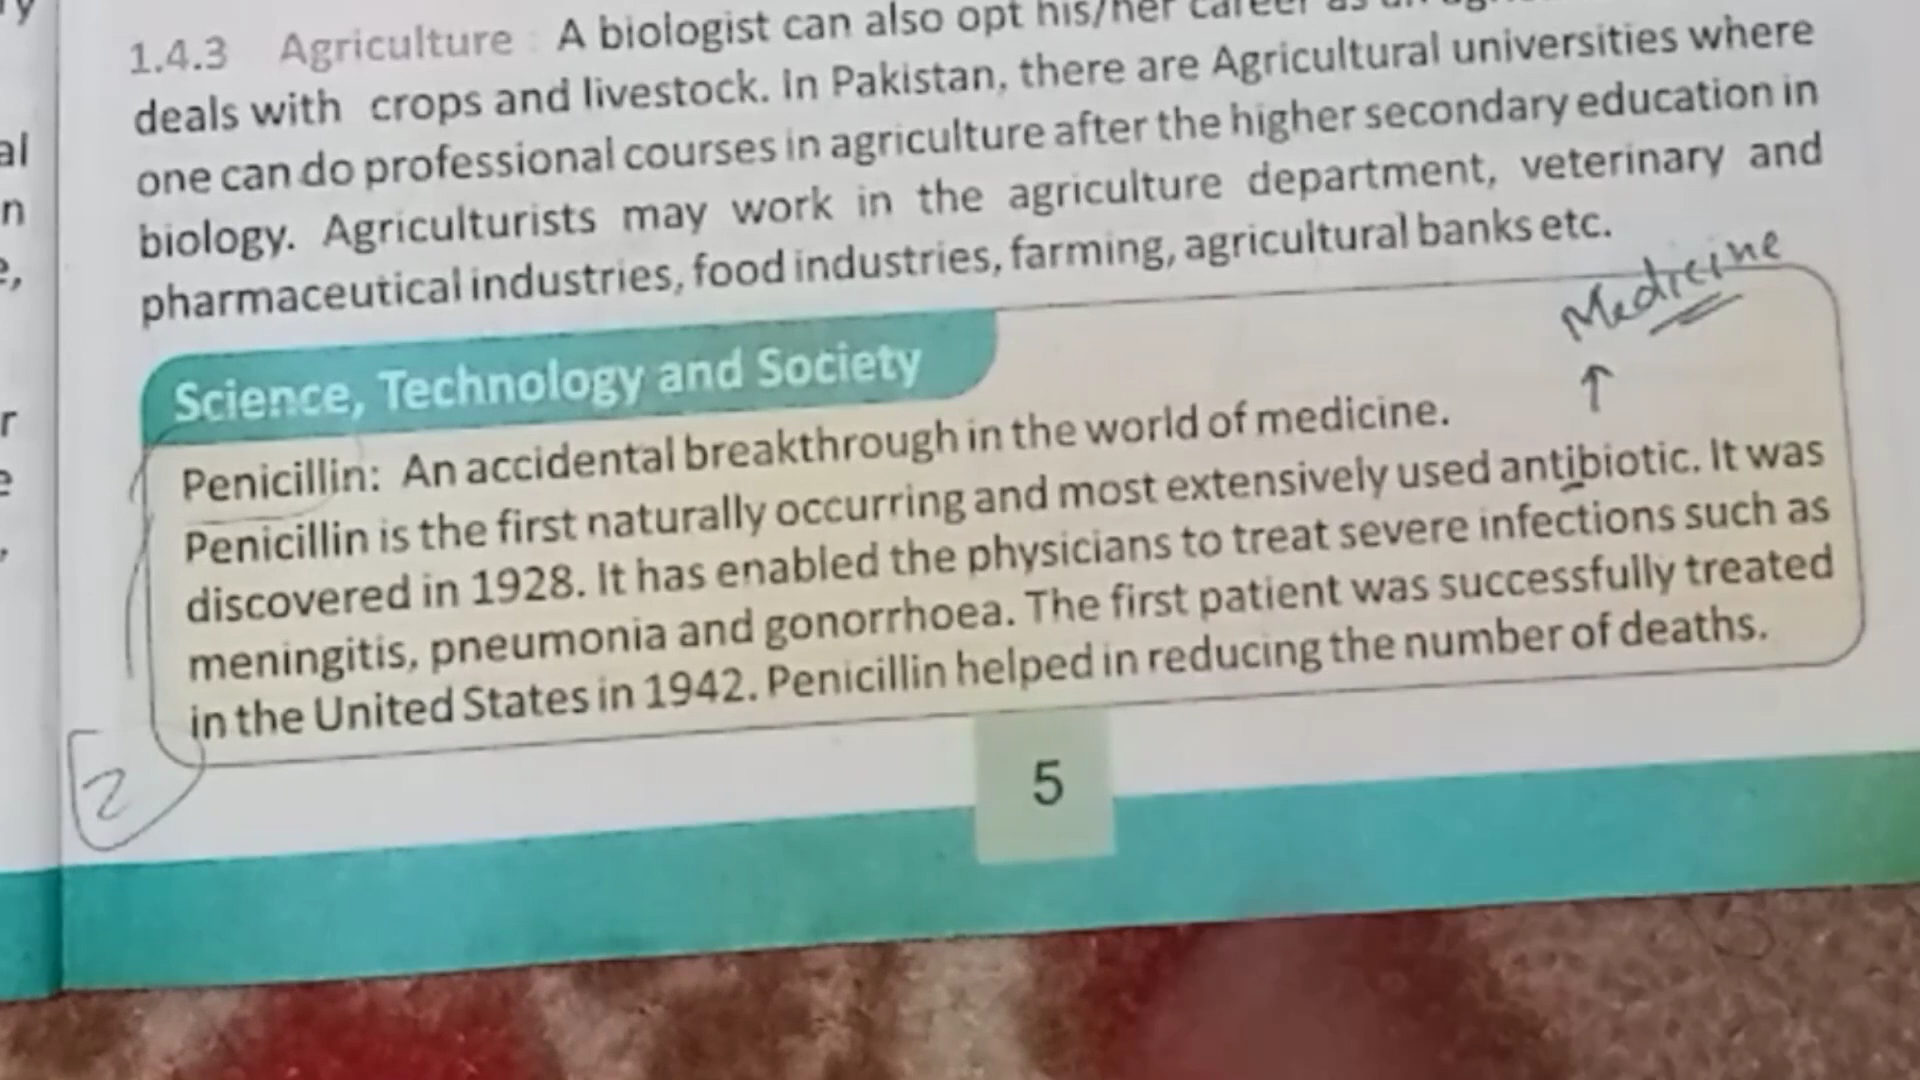 y
1.4.3 Agriculture : A biologist can also opt his/her career as an
deals with crops and livestock. In Pakistan, there are Agricultural universities where
al
one can do professional courses in agriculture after the higher secondary education in
n
biology. Agriculturists may work in the agriculture department, veterinary and
e,
pharmaceutical industries, food industries, farming, agricultural banks etc.
Medicine
↑
Science, Technology and Society
r
Penicillin: An accidental breakthrough in the world of medicine.
e
Penicillin is the first naturally occurring and most extensively used antibiotic. It was
discovered in 1928. It has enabled the physicians to treat severe infections such as
meningitis, pneumonia and gonorrhoea. The first patient was successfully treated
in the United States in 1942. Penicillin helped in reducing the number of deaths.
2
5